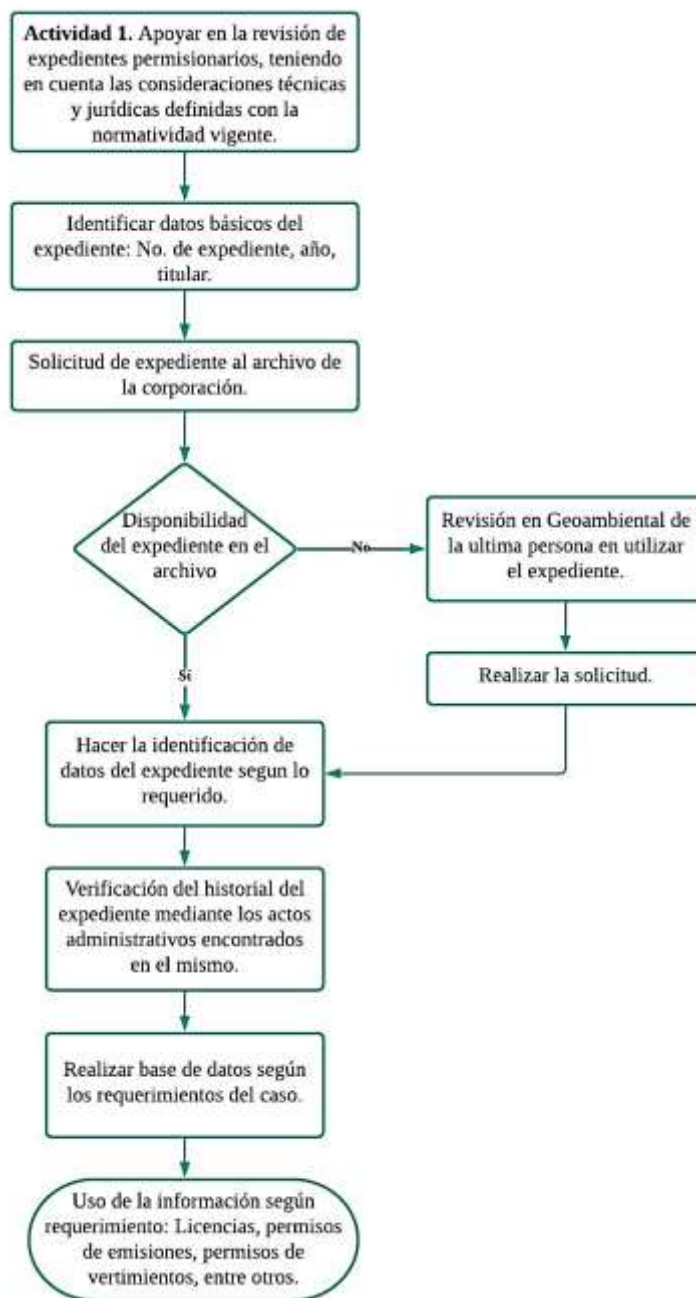 Actividad 1. Apoyar en la revisión de
expedientes permisionarios, teniendo
en cuenta las consideraciones técnicas
y jurídicas definidas con la
normatividad vigente.
Identificar datos básicos del
expediente: No. de expediente, año,
titular.
Solicitud de expediente al archivo de
la corporación.
Disponibilidad
del expediente en el
archivo
No
Revisión en Geoambiental de
la ultima persona en utilizar
el expediente.
Realizar la solicitud.
Sí
Hacer la identificación de
datos del expediente segun lo
requerido.
Verificación del historial del
expediente mediante los actos
administrativos encontrados
en el mismo.
Realizar base de datos según
los requerimientos del caso.
Uso de la información según
requerimiento: Licencias, permisos
de emisiones, permisos de
vertimientos, entre otros.